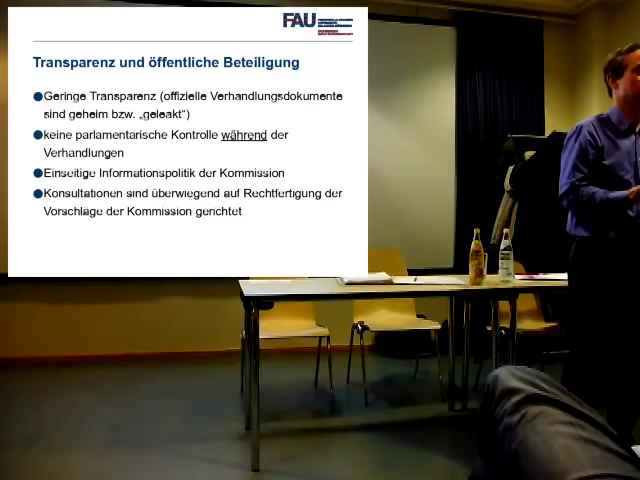 FAU
Transparenz und öffentliche Beteiligung
Geringe Transparenz (offizielle Verhandlungsdokumente
sind geheim bzw. „geleakt“)
keine parlamentarische Kontrolle während der
Verhandlungen
Einseitige Informationspolitik der Kommission
Konsultationen sind überwiegend auf Rechtfertigung der
Vorschläge der Kommission gerichtet